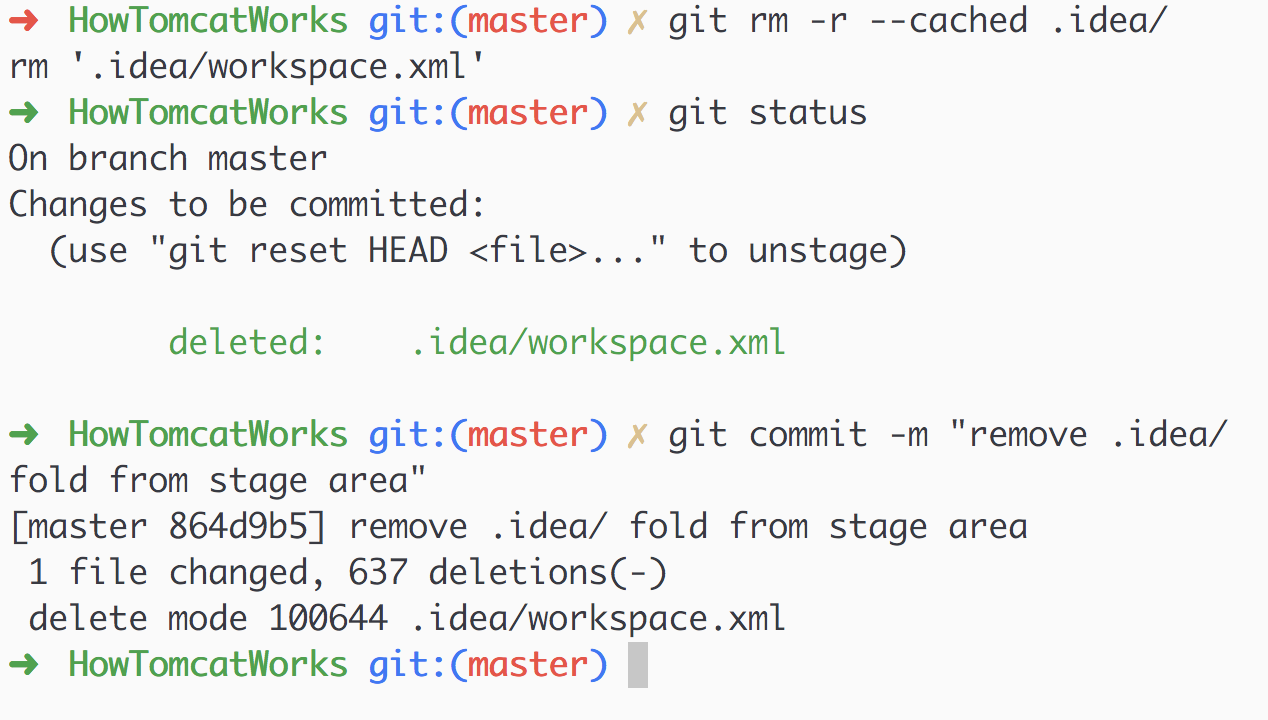 ➜  HowTomcatWorks git:(master) ✗ git rm -r --cached .idea/
rm '.idea/workspace.xml'
➜  HowTomcatWorks git:(master) ✗ git status
On branch master
Changes to be committed:
  (use "git reset HEAD <file>..." to unstage)
        deleted:    .idea/workspace.xml
➜  HowTomcatWorks git:(master) ✗ git commit -m "remove .idea/
fold from stage area"
[master 864d9b5] remove .idea/ fold from stage area
 1 file changed, 637 deletions(-)
 delete mode 100644 .idea/workspace.xml
➜  HowTomcatWorks git:(master)